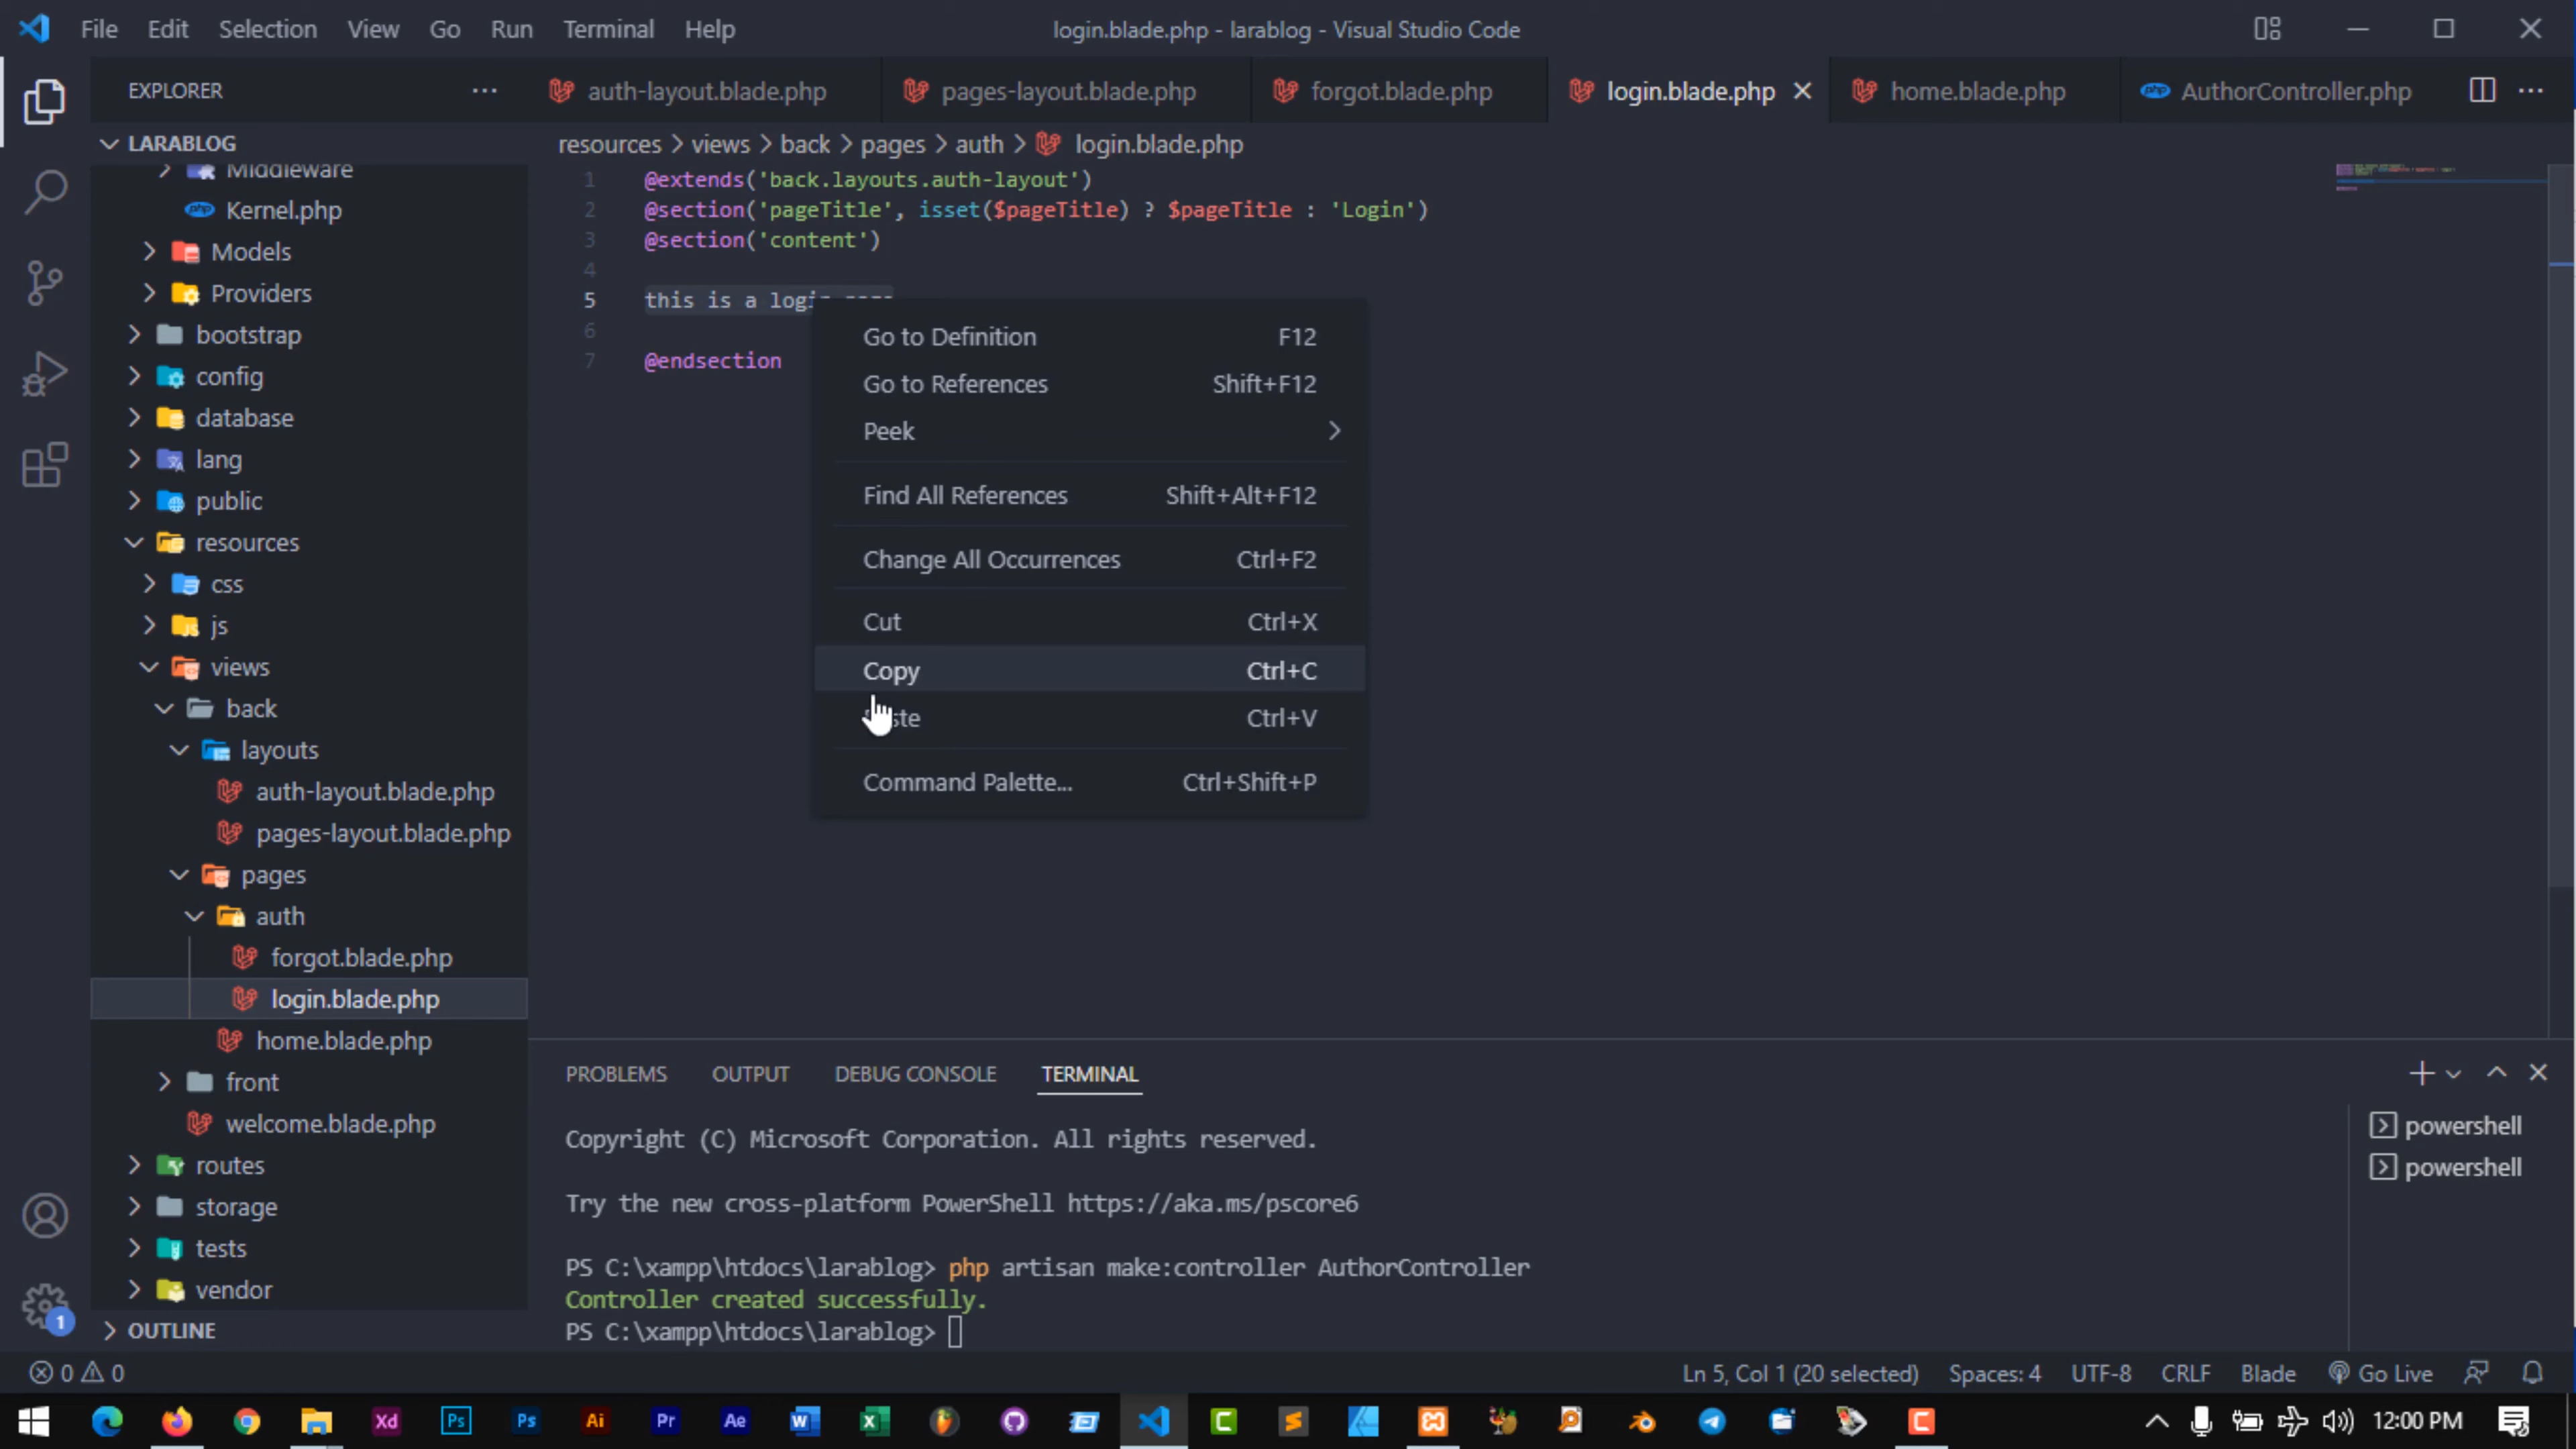 File Edit Selection View Go Run Terminal Help
login.blade.php - larablog - Visual Studio Code
EXPLORER
auth-layout.blade.php
pages-layout.blade.php
forgot.blade.php
login.blade.php
home.blade.php
AuthorController.php
LARABLOG
Middleware
Kernel.php
Models
Providers
bootstrap
config
database
lang
public
resources
css
js
views
back
layouts
auth-layout.blade.php
pages-layout.blade.php
pages
auth
forgot.blade.php
login.blade.php
home.blade.php
front
welcome.blade.php
routes
storage
tests
vendor
OUTLINE
resources > views > back > pages > auth > login.blade.php
1 @extends('back.layouts.auth-layout')
2 @section('pageTitle', isset($pageTitle) ? $pageTitle : 'Login')
3 @section('content')
4
5 this is a login
6
7 @endsection
Go to Definition F12
Go to References Shift+F12
Peek
Find All References Shift+Alt+F12
Change All Occurrences Ctrl+F2
Cut Ctrl+X
Copy Ctrl+C
ste Ctrl+V
Command Palette... Ctrl+Shift+P
PROBLEMS OUTPUT DEBUG CONSOLE TERMINAL
Copyright (C) Microsoft Corporation. All rights reserved.
Try the new cross-platform PowerShell https://aka.ms/pscore6
PS C:\xampp\htdocs\larablog> php artisan make:controller AuthorController
Controller created successfully.
PS C:\xampp\htdocs\larablog>
powershell
powershell
1
0 0
Ln 5, Col 1 (20 selected) Spaces: 4 UTF-8 CRLF Blade Go Live
Xd Ps Ps Ai Pr Ae W X C S C
12:00 PM